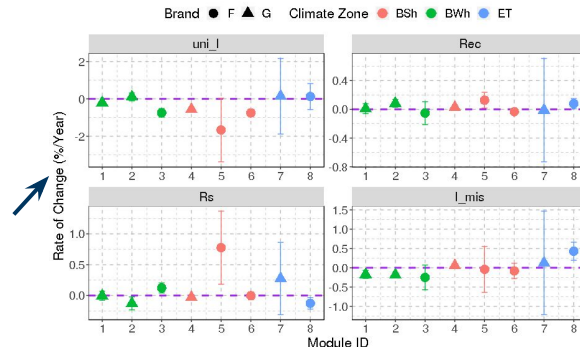 Brand F G Climate Zone BSh BWh ET
uni_I Rec
2
0
-2
0.4
0.0
-0.4
-0.8
1 2 3 4 5 6 7 8 1 2 3 4 5 6 7 8
Rs I_mis
1.0
0.5
0.0
1.5
1.0
0.5
0.0
-0.5
-1.0
1 2 3 4 5 6 7 8 1 2 3 4 5 6 7 8
Rate of Change (%/Year)
Module ID